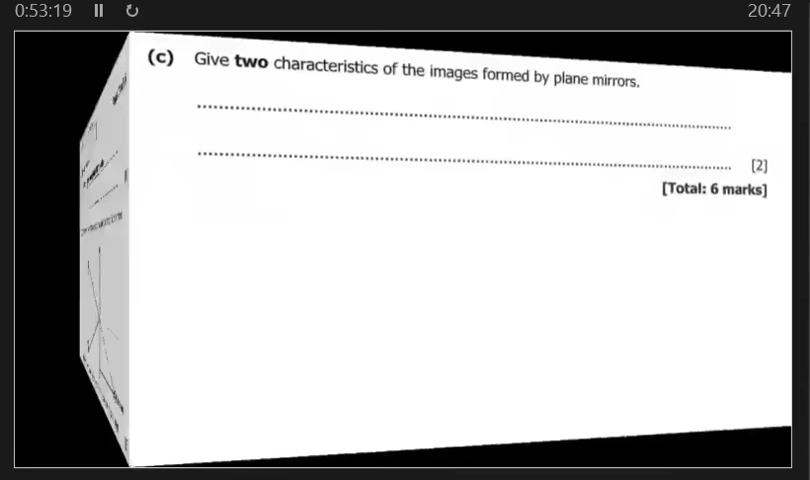 0:53:19
20:47
(c) Give two characteristics of the images formed by plane mirrors.
[2]
[Total: 6 marks]